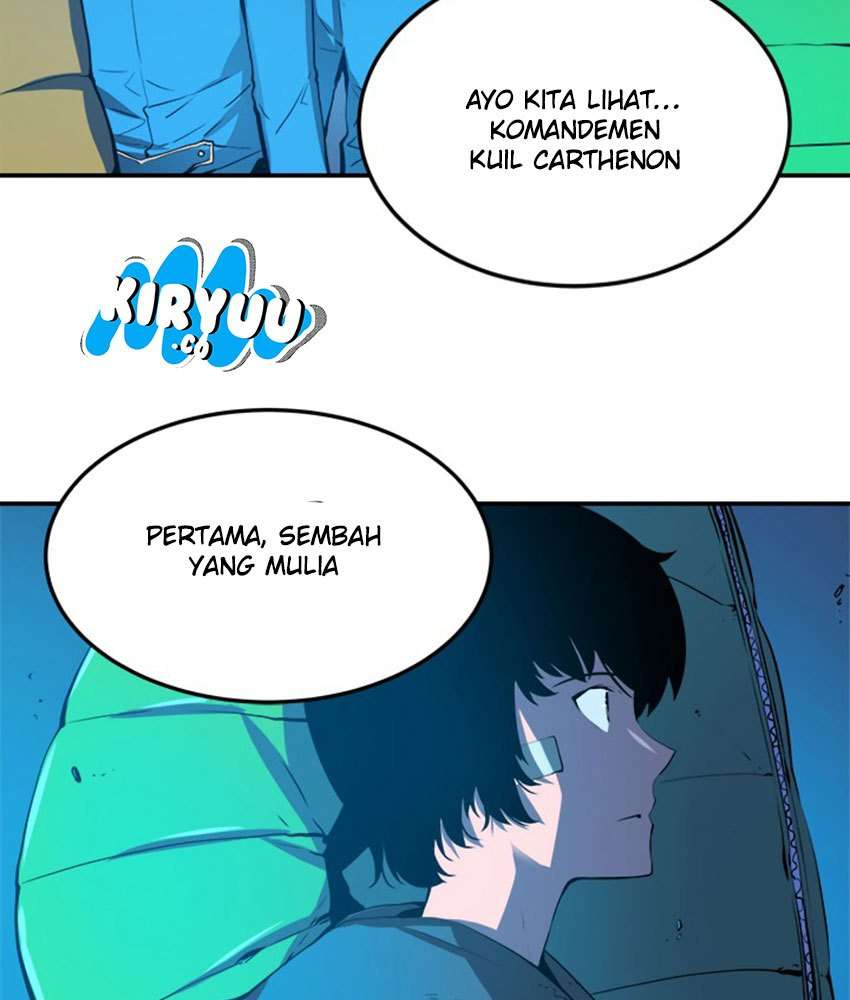 AYO KITA LIHAT...
KOMANDEMEN
KUIL CARTHENON
KIRYUU
.CO
PERTAMA, SEMBAH
YANG MULIA